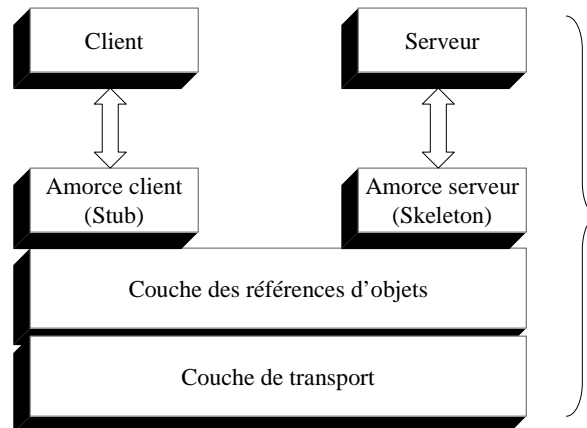 Client
Serveur
Amorce client
(Stub)
Amorce serveur
(Skeleton)
Couche des références d'objets
Couche de transport